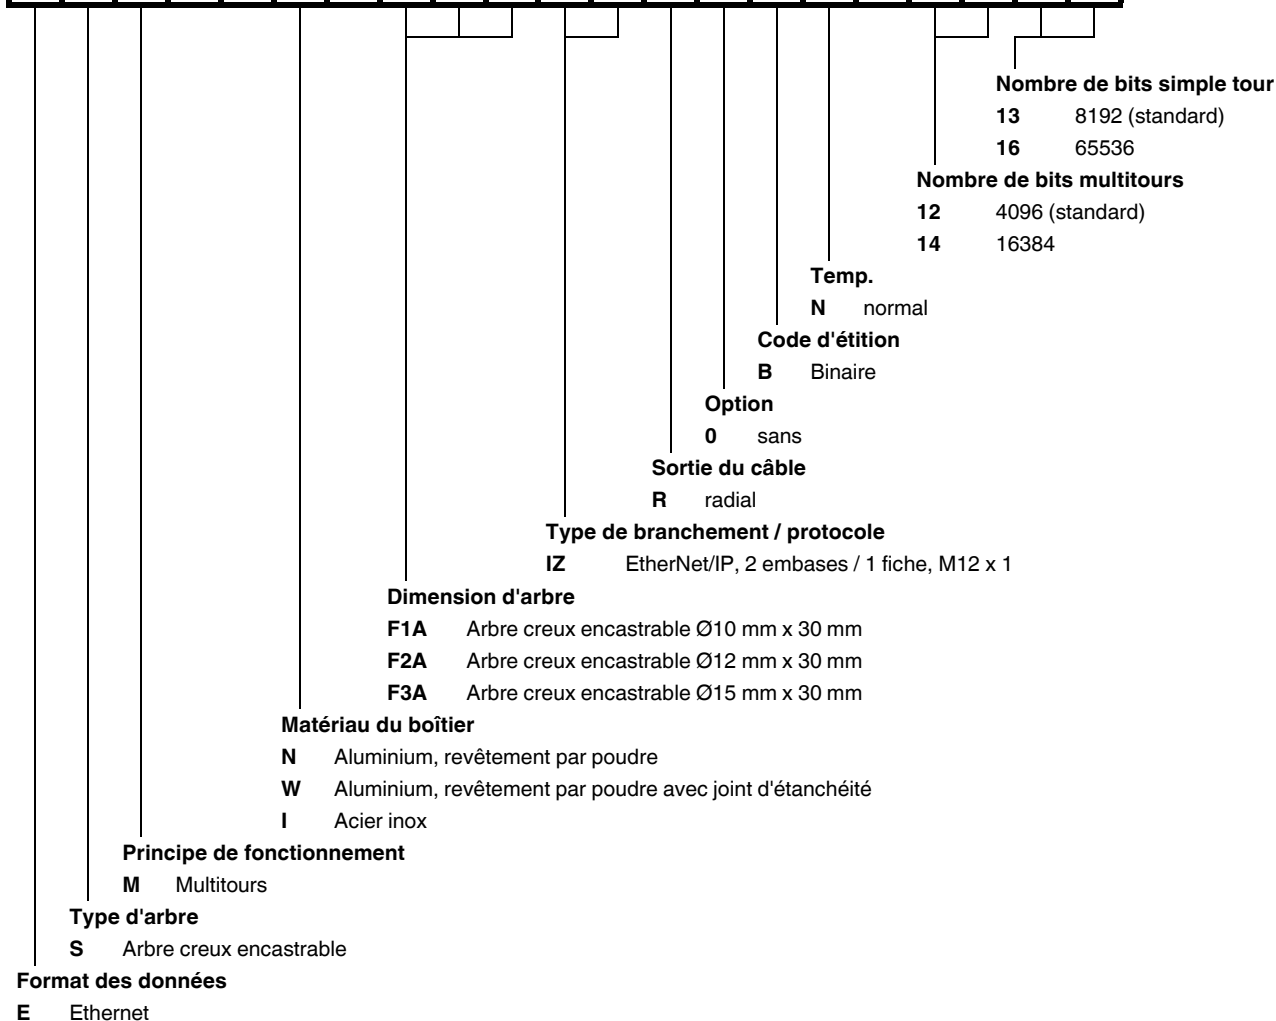 Nombre de bits simple tour
13 8192 (standard)
16 65536
Nombre de bits multitours
12 4096 (standard)
14 16384
Temp.
N normal
Code d'étition
B Binaire
Option
0 sans
Sortie du câble
R radial
Type de branchement / protocole
IZ EtherNet/IP, 2 embases / 1 fiche, M12 x 1
Dimension d'arbre
F1A Arbre creux encastrable Ø10 mm x 30 mm
F2A Arbre creux encastrable Ø12 mm x 30 mm
F3A Arbre creux encastrable Ø15 mm x 30 mm
Matériau du boîtier
N Aluminium, revêtement par poudre
W Aluminium, revêtement par poudre avec joint d'étanchéité
I Acier inox
Principe de fonctionnement
M Multitours
Type d'arbre
S Arbre creux encastrable
Format des données
E Ethernet